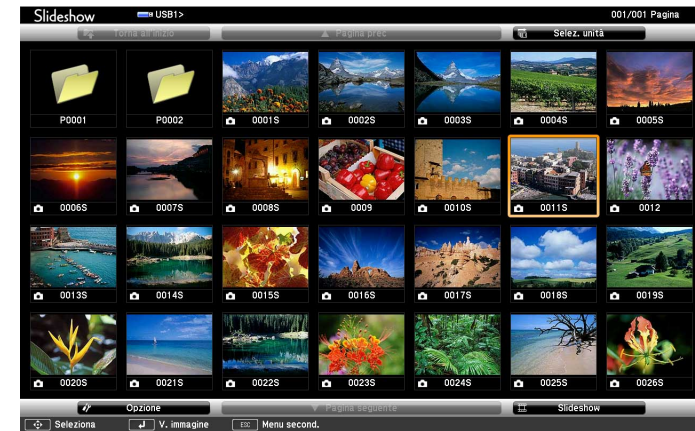 Slideshow USB1> 001/001 Pagina
Torna all'inizio ▲ Pagina prec Selez. unità
P0001 P0002 0001S 0002S 0003S 0004S 0005S
0006S 0007S 0008S 0009 0010S 0011S 0012
0013S 0014S 0015S 0016S 0017S 0018S 0019S
0020S 0021S 0022S 0023S 0024S 0025S 0026S
Opzione ▼ Pagina seguente Slideshow
Seleziona V. immagine ESC Menu second.